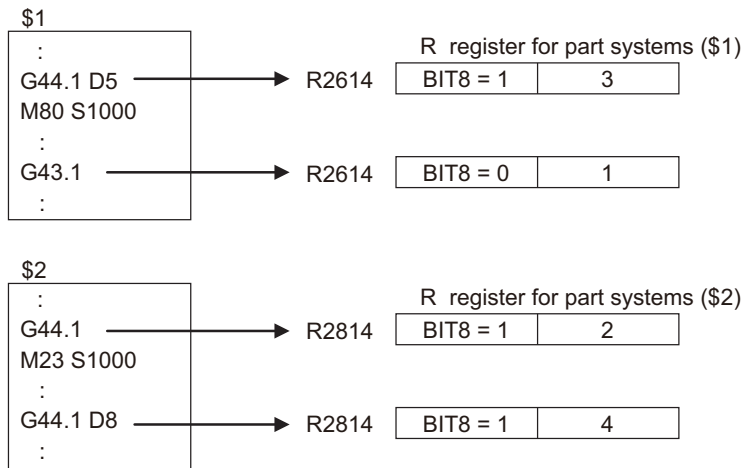 $1
:
R register for part systems ($1)
G44.1 D5 R2614 BIT8 = 1 3
M80 S1000
:
G43.1 R2614 BIT8 = 0 1
:
$2
:
R register for part systems ($2)
G44.1 R2814 BIT8 = 1 2
M23 S1000
:
G44.1 D8 R2814 BIT8 = 1 4
: